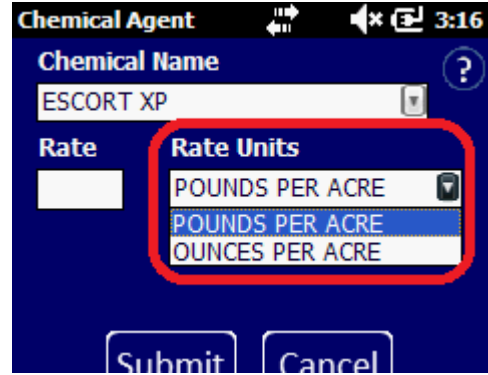 Chemical Agent 3:16
Chemical Name ?
ESCORT XP
Rate Rate Units
POUNDS PER ACRE
POUNDS PER ACRE
OUNCES PER ACRE
Submit Cancel